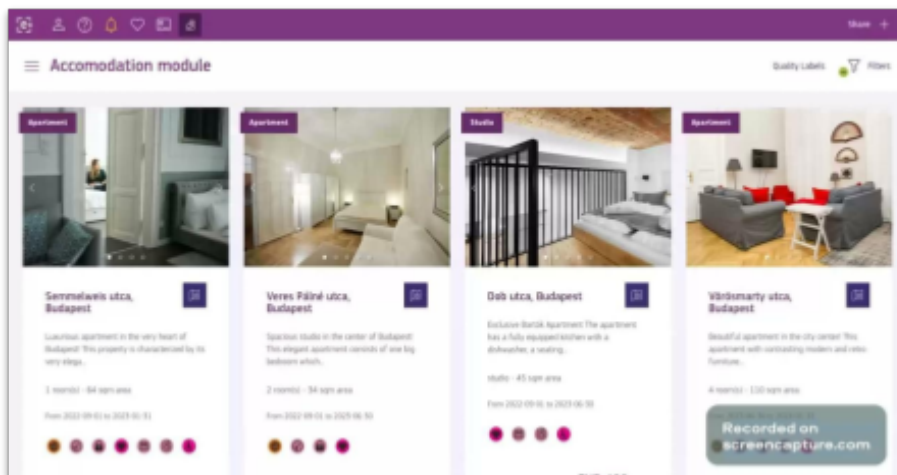 Share +
Accomodation module
Quality Labels
Filters
Apartment
Apartment
Studio
Apartment
Semmelweis utca,
Budapest
Luxurious apartment in the very heart of
Budapest! This property is characterized by its
very elega..
1 room(s) - 64 sqm area
From 2022-09-01 to 2023-01-31
Veres Pálné utca,
Budapest
Spacious studio in the center of Budapest!
This elegant apartment consists of one big
bedroom which..
2 room(s) - 34 sqm area
From 2022-09-01 to 2023-06-30
Dob utca, Budapest
Exclusive Bartók Apartment The apartment
has a fully equipped kitchen with a
dishwasher, a seating..
studio - 45 sqm area
From 2022-09-01 to 2023-06-30
Vörösmarty utca,
Budapest
Beautiful apartment in the city center! This
apartment with contrasting modern and retro
furniture..
4 room(s) - 110 sqm area
Recorded on
screencapture.com